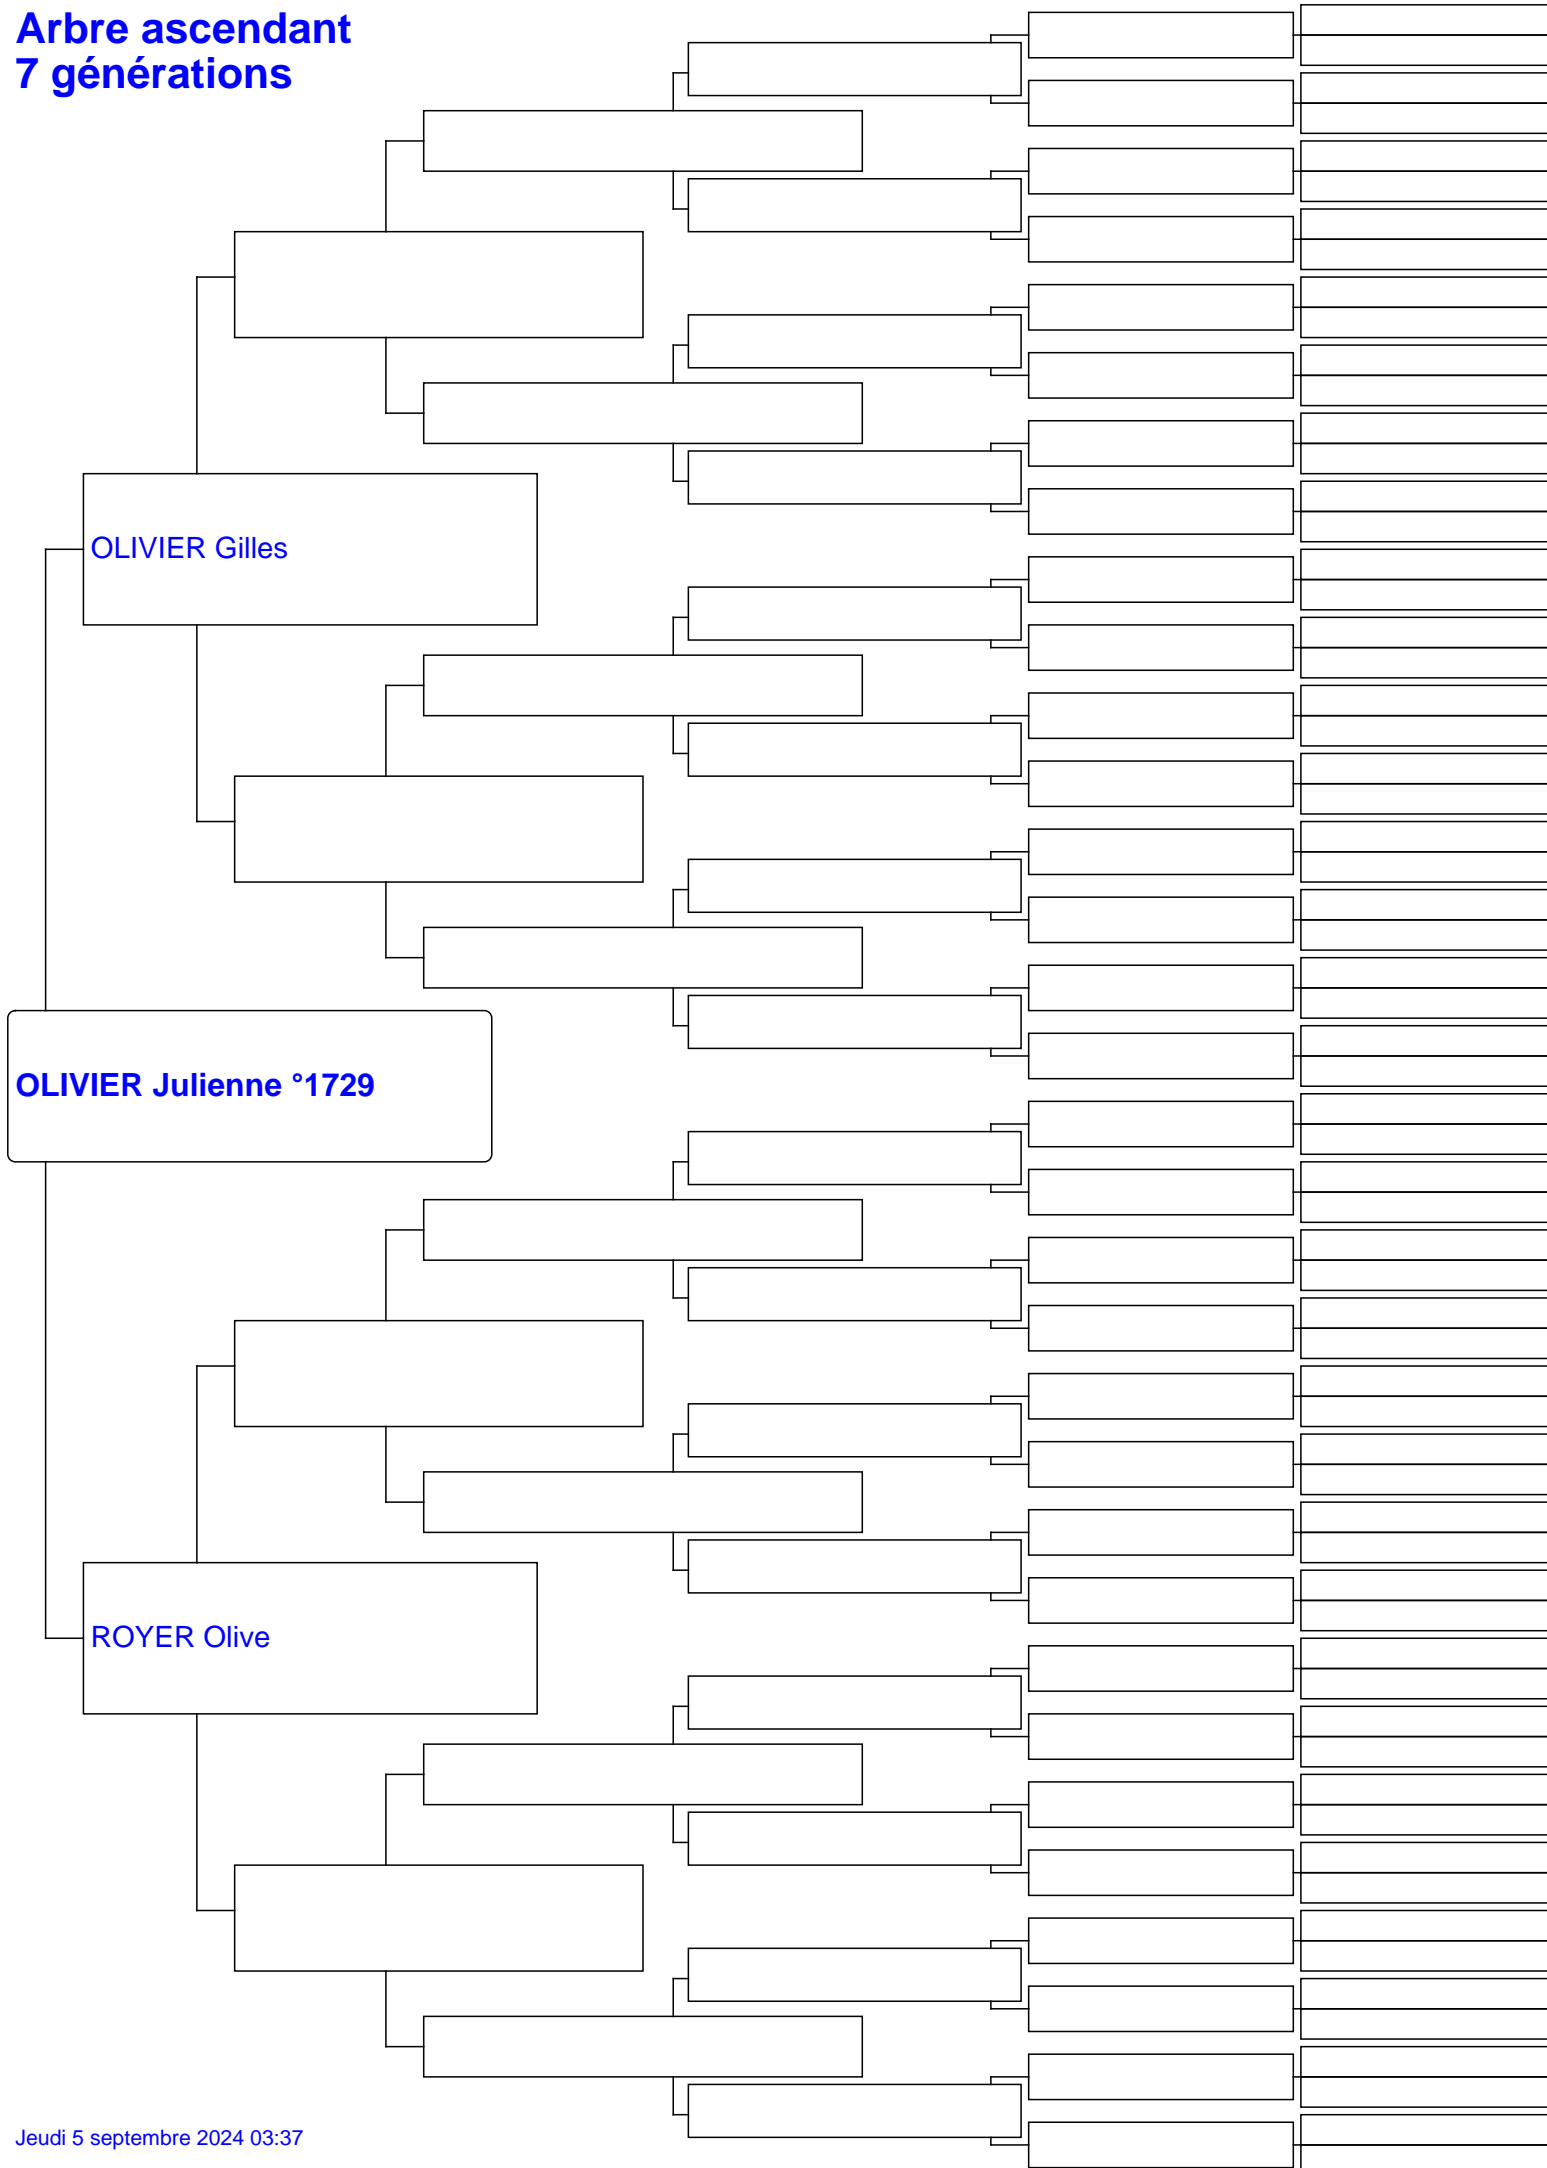 Arbre ascendant
7 générations
OLIVIER Gilles
OLIVIER Julienne °1729
ROYER Olive
Jeudi 5 septembre 2024 03:37